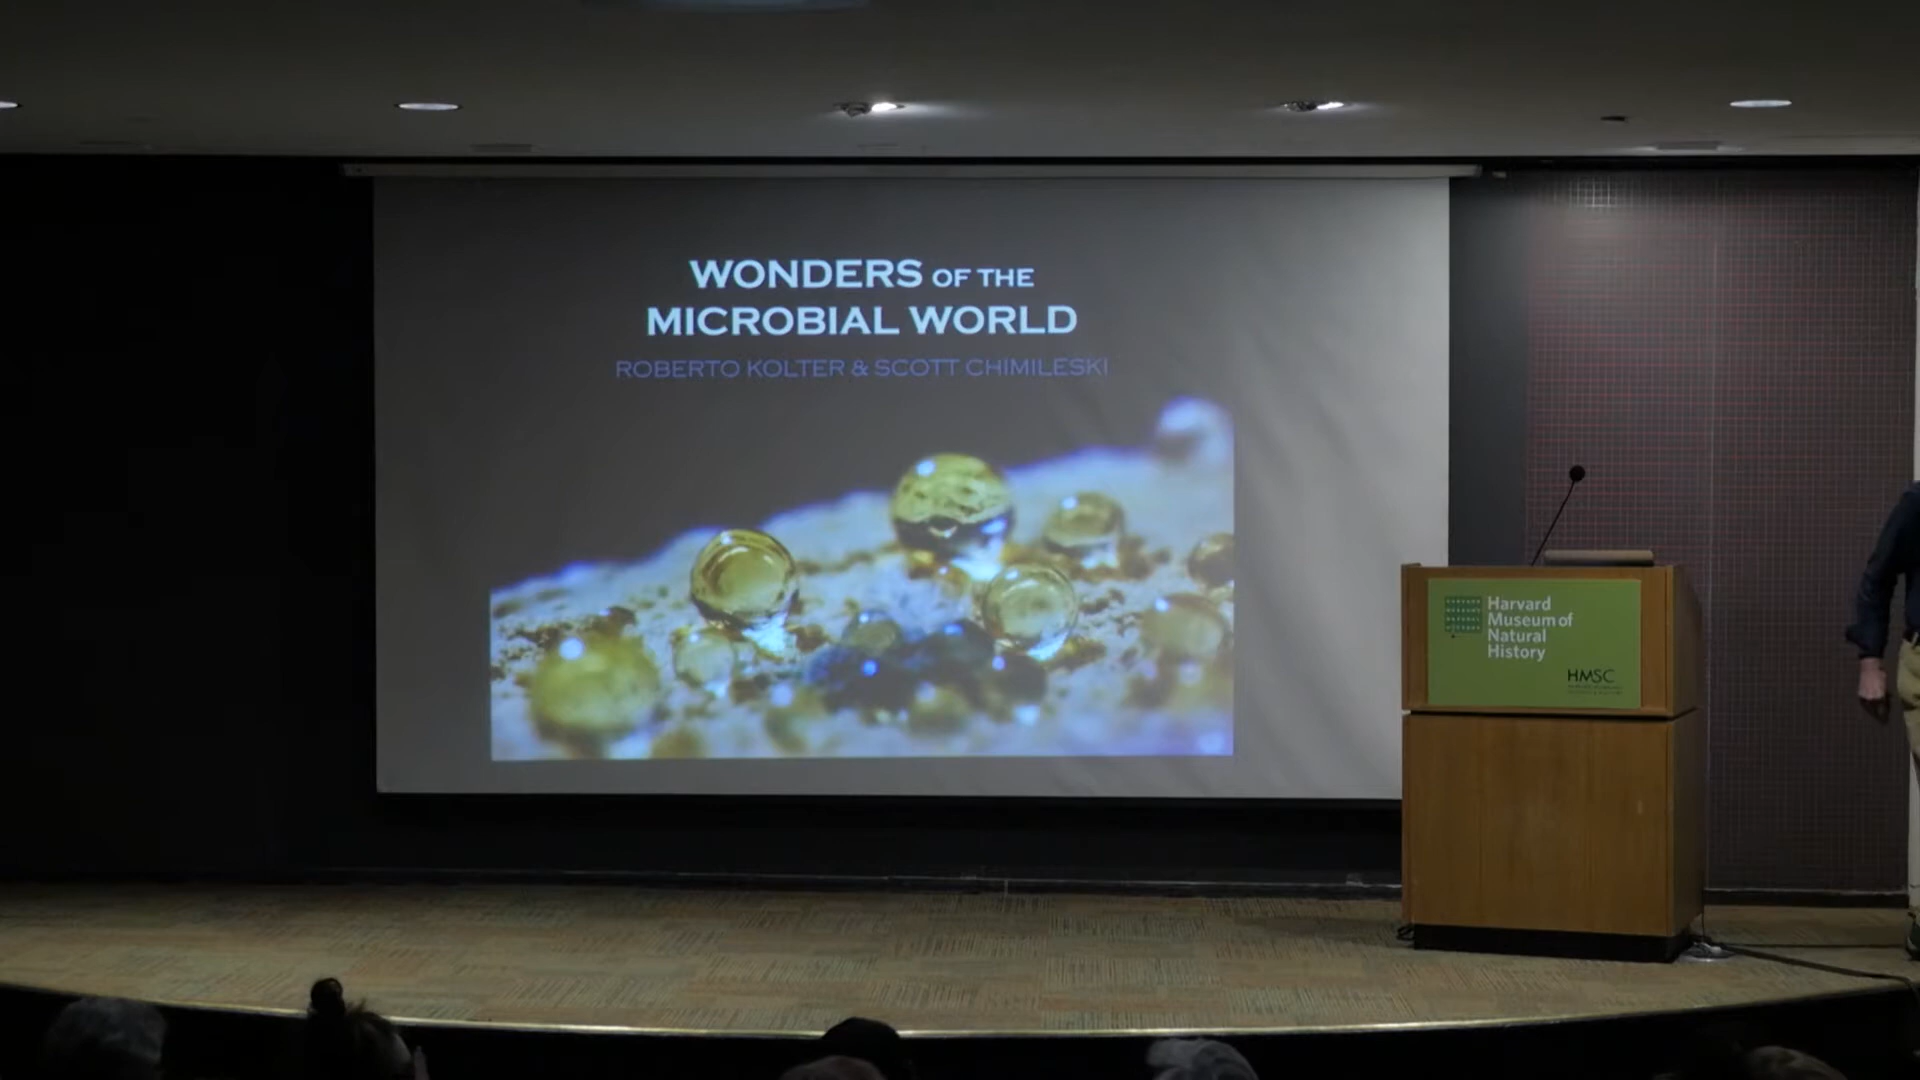 WONDERS OF THE
MICROBIAL WORLD
ROBERTO KOLTER & SCOTT CHIMILESKI
Harvard
Museum of
Natural
History
HMSC